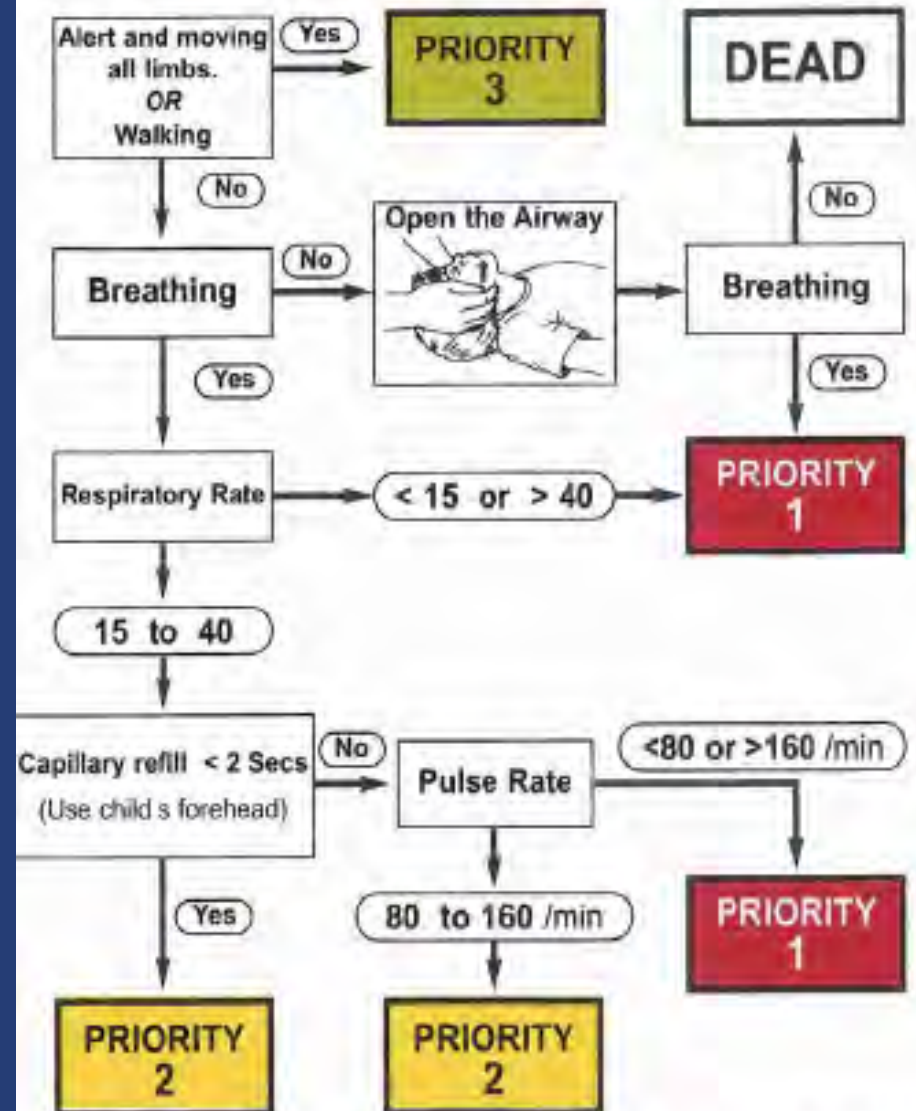 Alert and moving
all limbs.
OR
Walking
Yes
PRIORITY
3
DEAD
No
No
Breathing
No
Open the Airway
Breathing
Yes
Yes
Respiratory Rate
< 15 or > 40
PRIORITY
1
15 to 40
Capillary refill < 2 Secs
(Use child s forehead)
No
Pulse Rate
<80 or >160 /min
Yes
80 to 160 /min
PRIORITY
1
PRIORITY
2
PRIORITY
2